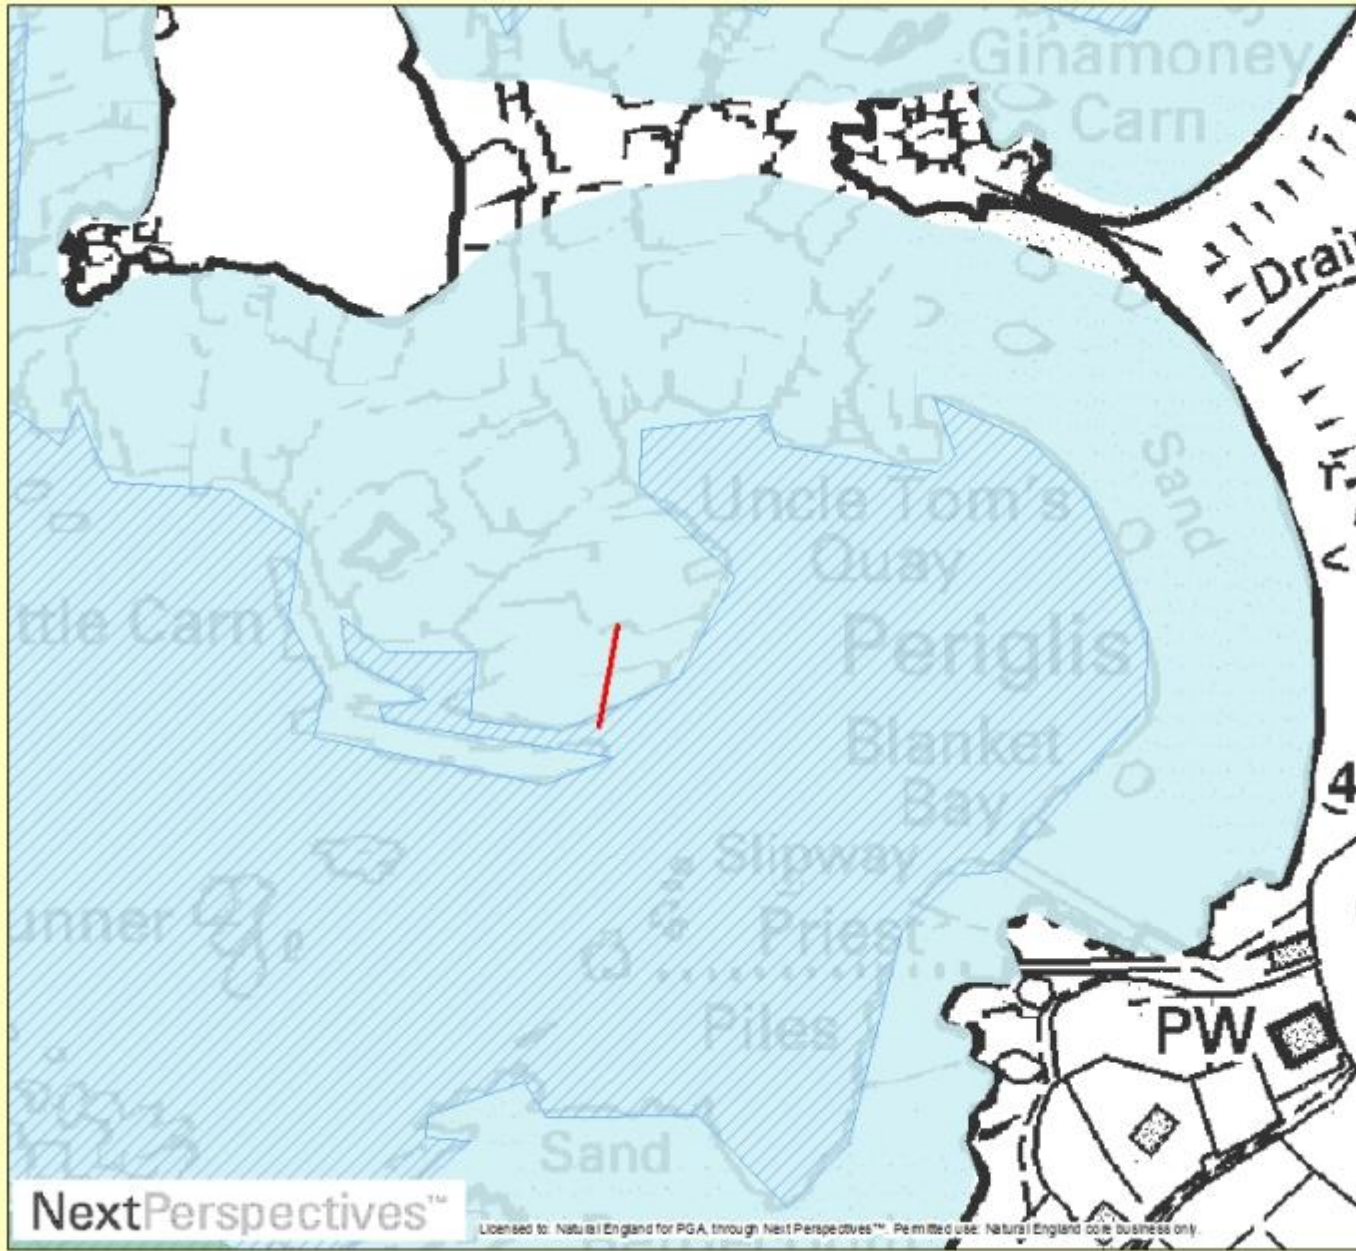 Ginamoney
Carn
Drai
Sand
Uncle Tom's
Quay
ttle Carn
Periglis
Blanket
Bay
4
Slipway
unner
Priest
Piles
PW
Sand
NextPerspectives™
Licensed to: Natural England for PGA, through Next Perspectives™. Permitted use: Natural England core business only.